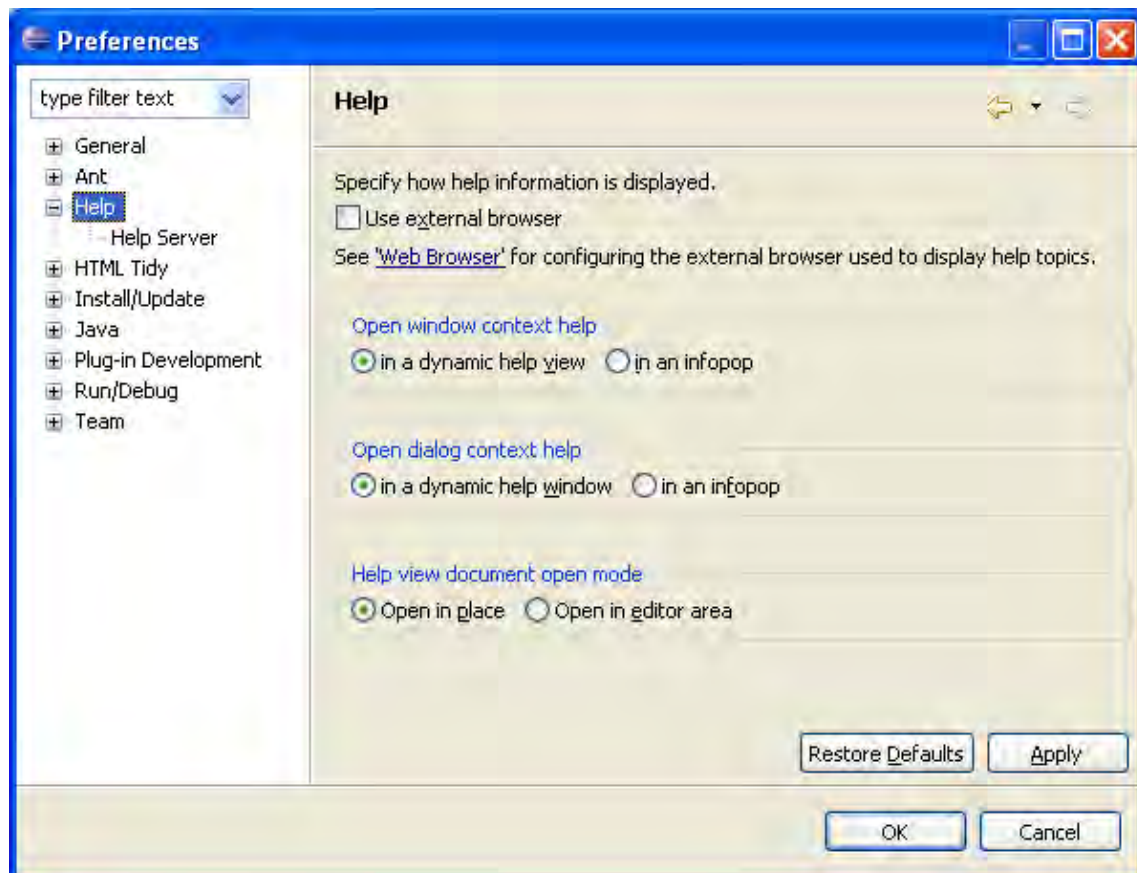 Preferences
type filter text
Help
General
Ant
Help
Help Server
HTML Tidy
Install/Update
Java
Plug-in Development
Run/Debug
Team
Specify how help information is displayed.
Use external browser
See 'Web Browser' for configuring the external browser used to display help topics.
Open window context help
in a dynamic help view in an infopop
Open dialog context help
in a dynamic help window in an infopop
Help view document open mode
Open in place Open in editor area
Restore Defaults Apply
OK Cancel